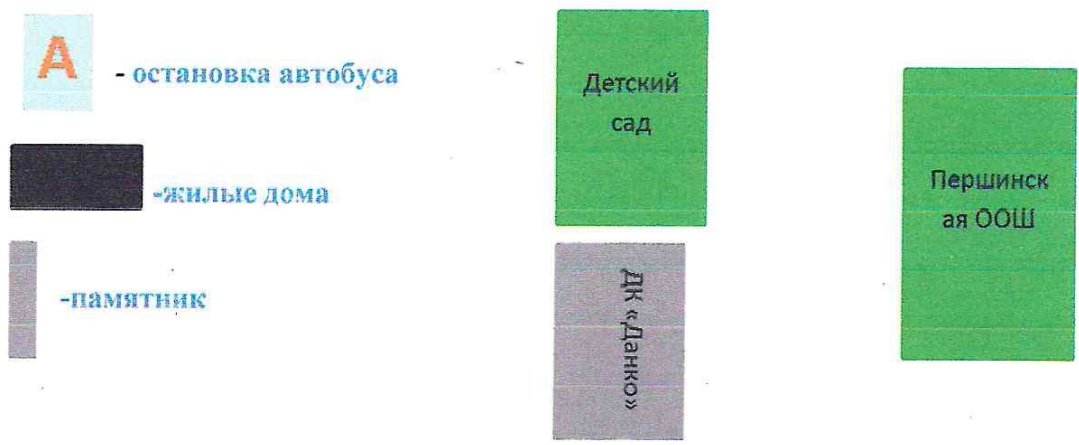 А - остановка автобуса
-жилые дома
-памятник
Детский
сад
ДК «Данко»
Першинск
ая ООШ